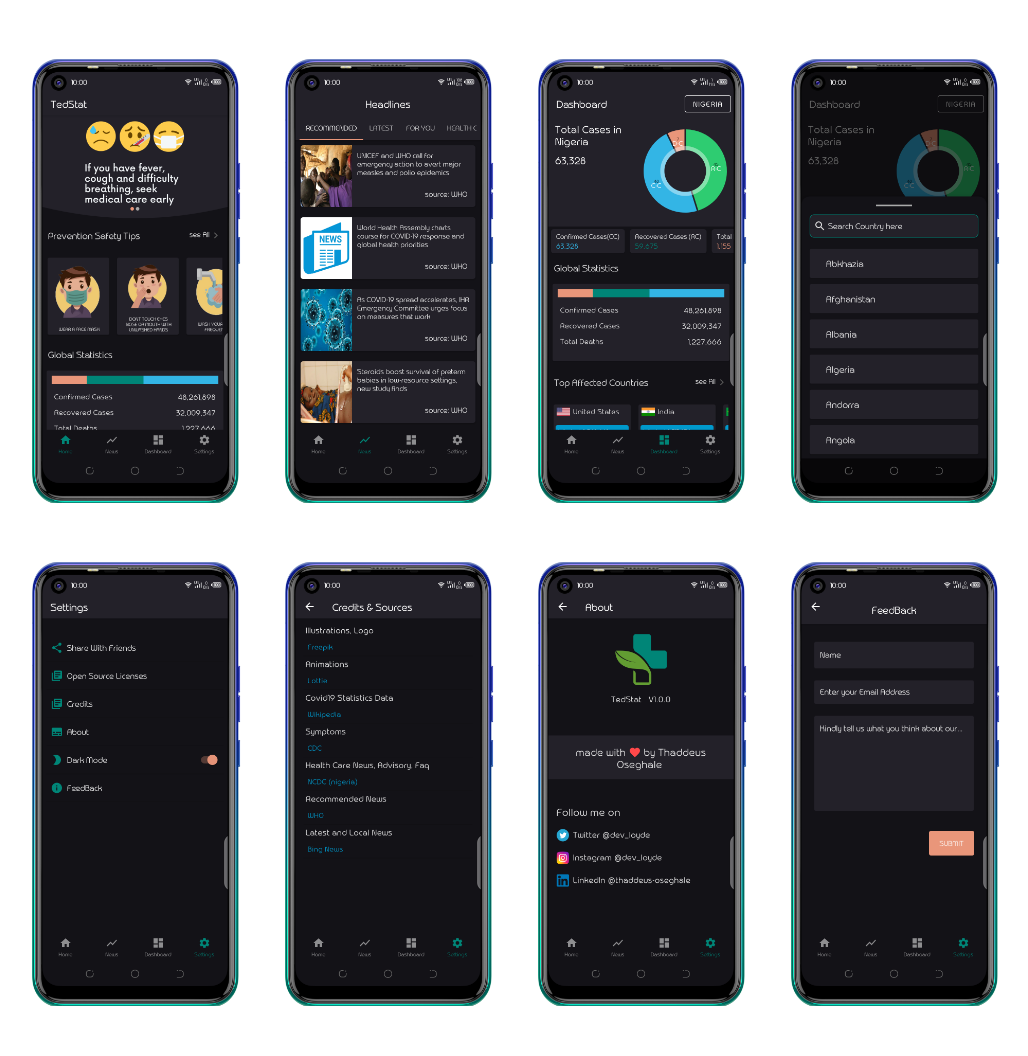 10:00
TedStat
If you have fever,
cough and difficulty
breathing, seek
medical care early
Prevention Safety Tips
see All >
WEAR A FACE MASK
DONT TOUCH EYES
NOSE OR MOUTH WITH
UNWASHED HANDS
WASH YOUR
Global Statistics
Confirmed Cases 48,261,898
Recovered Cases 32,009,347
Total Deaths 1,227,666
Home News Dashboard Settings
10:00
Headlines
RECOMMENDED LATEST FOR YOU HEALTH C
UNICEF and WHO call for
emergency action to avert major
measles and polio epidemics
source: WHO
NEWS
World Health Assembly charts
course for COVID-19 response and
global health priorities
source: WHO
As COVID-19 spread accelerates, IHR
Emergency Committee urges focus
on measures that work
source: WHO
Steroids boost survival of preterm
babies in low-resource settings,
new study finds
source: WHO
Home News Dashboard Settings
10:00
Dashboard
NIGERIA
Total Cases in
Nigeria
63,328
CC
RC
Confirmed Cases(CC)
63,328
Recovered Cases (RC)
59,675
Total
1,155
Global Statistics
Confirmed Cases 48,261,898
Recovered Cases 32,009,347
Total Deaths 1,227,666
Top Affected Countries
see All >
United States
India
Home News Dashboard Settings
10:00
Dashboard
NIGERIA
Total Cases in
Nigeria
63,328
CC
RC
Search Country here
Abkhazia
Afghanistan
Albania
Algeria
Andorra
Angola
10:00
Settings
Share With Friends
Open Source Licenses
Credits
About
Dark Mode
FeedBack
Home News Dashboard Settings
10:00
← Credits & Sources
Illustrations, Logo
Freepik
Animations
Lottie
Covid19 Statistics Data
Wikipedia
Symptoms
CDC
Health Care News, Advisory, Faq
NCDC (nigeria)
Recommended News
WHO
Latest and Local News
Bing News
Home News Dashboard Settings
10:00
← About
TedStat V1.0.0
made with ❤ by Thaddeus
Oseghale
Follow me on
Twitter @dev_loyde
Instagram @dev_loyde
LinkedIn @thaddeus-oseghale
Home News Dashboard Settings
10:00
← FeedBack
Name
Enter your Email Address
Kindly tell us what you think about our...
SUBMIT
Home News Dashboard Settings